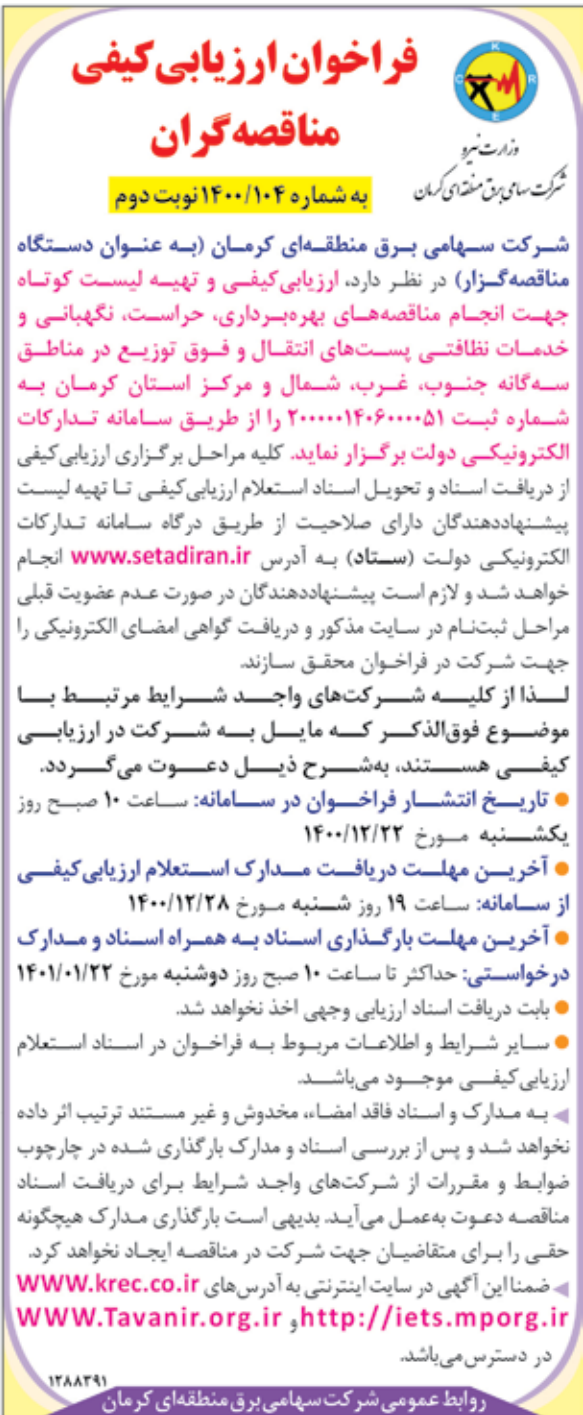 K
C R
E
وزارت نیرو
شرکت سهامی برق منطقه‌ای کرمان
فراخوان ارزیابی کیفی
مناقصه‌گران
به شماره ۱۴۰۰/۱۰۴ نوبت دوم
شرکت سهامی برق منطقه‌ای کرمان (به عنوان دستگاه
مناقصه‌گزار) در نظر دارد، ارزیابی کیفی و تهیه لیست کوتاه
جهت انجام مناقصه‌های بهره‌برداری، حراست، نگهبانی و
خدمات نظافتی پست‌های انتقال و فوق توزیع در مناطق
سه‌گانه جنوب، غرب، شمال و مرکز استان کرمان به
شماره ثبت ۲۰۰۰۰۰۱۴۰۶۰۰۰۰۵۱ را از طریق سامانه تدارکات
الکترونیکی دولت برگزار نماید. کلیه مراحل برگزاری ارزیابی کیفی
از دریافت اسناد و تحویل اسناد استعلام ارزیابی کیفی تا تهیه لیست
پیشنهاددهندگان دارای صلاحیت از طریق درگاه سامانه تدارکات
الکترونیکی دولت (ستاد) به آدرس www.setadiran.ir انجام
خواهد شد و لازم است پیشنهاددهندگان در صورت عدم عضویت قبلی
مراحل ثبت‌نام در سایت مذکور و دریافت گواهی امضای الکترونیکی را
جهت شرکت در فراخوان محقق سازند.
لذا از کلیه شرکت‌های واجد شرایط مرتبط با
موضوع فوق‌الذکر که مایل به شرکت در ارزیابی
کیفی هستند، به‌شرح ذیل دعوت می‌گردد.
● تاریخ انتشار فراخوان در سامانه: ساعت ۱۰ صبح روز
یکشنبه مورخ ۱۴۰۰/۱۲/۲۲
● آخرین مهلت دریافت مدارک استعلام ارزیابی کیفی
از سامانه: ساعت ۱۹ روز شنبه مورخ ۱۴۰۰/۱۲/۲۸
● آخرین مهلت بارگذاری اسناد به همراه اسناد و مدارک
درخواستی: حداکثر تا ساعت ۱۰ صبح روز دوشنبه مورخ ۱۴۰۱/۰۱/۲۲
● بابت دریافت اسناد ارزیابی وجهی اخذ نخواهد شد.
● سایر شرایط و اطلاعات مربوط به فراخوان در اسناد استعلام
ارزیابی کیفی موجود می‌باشد.
◄ به مدارک و اسناد فاقد امضاء، مخدوش و غیر مستند ترتیب اثر داده
نخواهد شد و پس از بررسی اسناد و مدارک بارگذاری شده در چارچوب
ضوابط و مقررات از شرکت‌های واجد شرایط برای دریافت اسناد
مناقصه دعوت به‌عمل می‌آید. بدیهی است بارگذاری مدارک هیچگونه
حقی را برای متقاضیان جهت شرکت در مناقصه ایجاد نخواهد کرد.
◄ ضمنا این آگهی در سایت اینترنتی به آدرس‌های WWW.krec.co.ir
http://iets.mporg.ir و WWW.Tavanir.org.ir
در دسترس می‌باشد.
۱۲۸۸۳۹۱
روابط عمومی شرکت سهامی برق منطقه‌ای کرمان